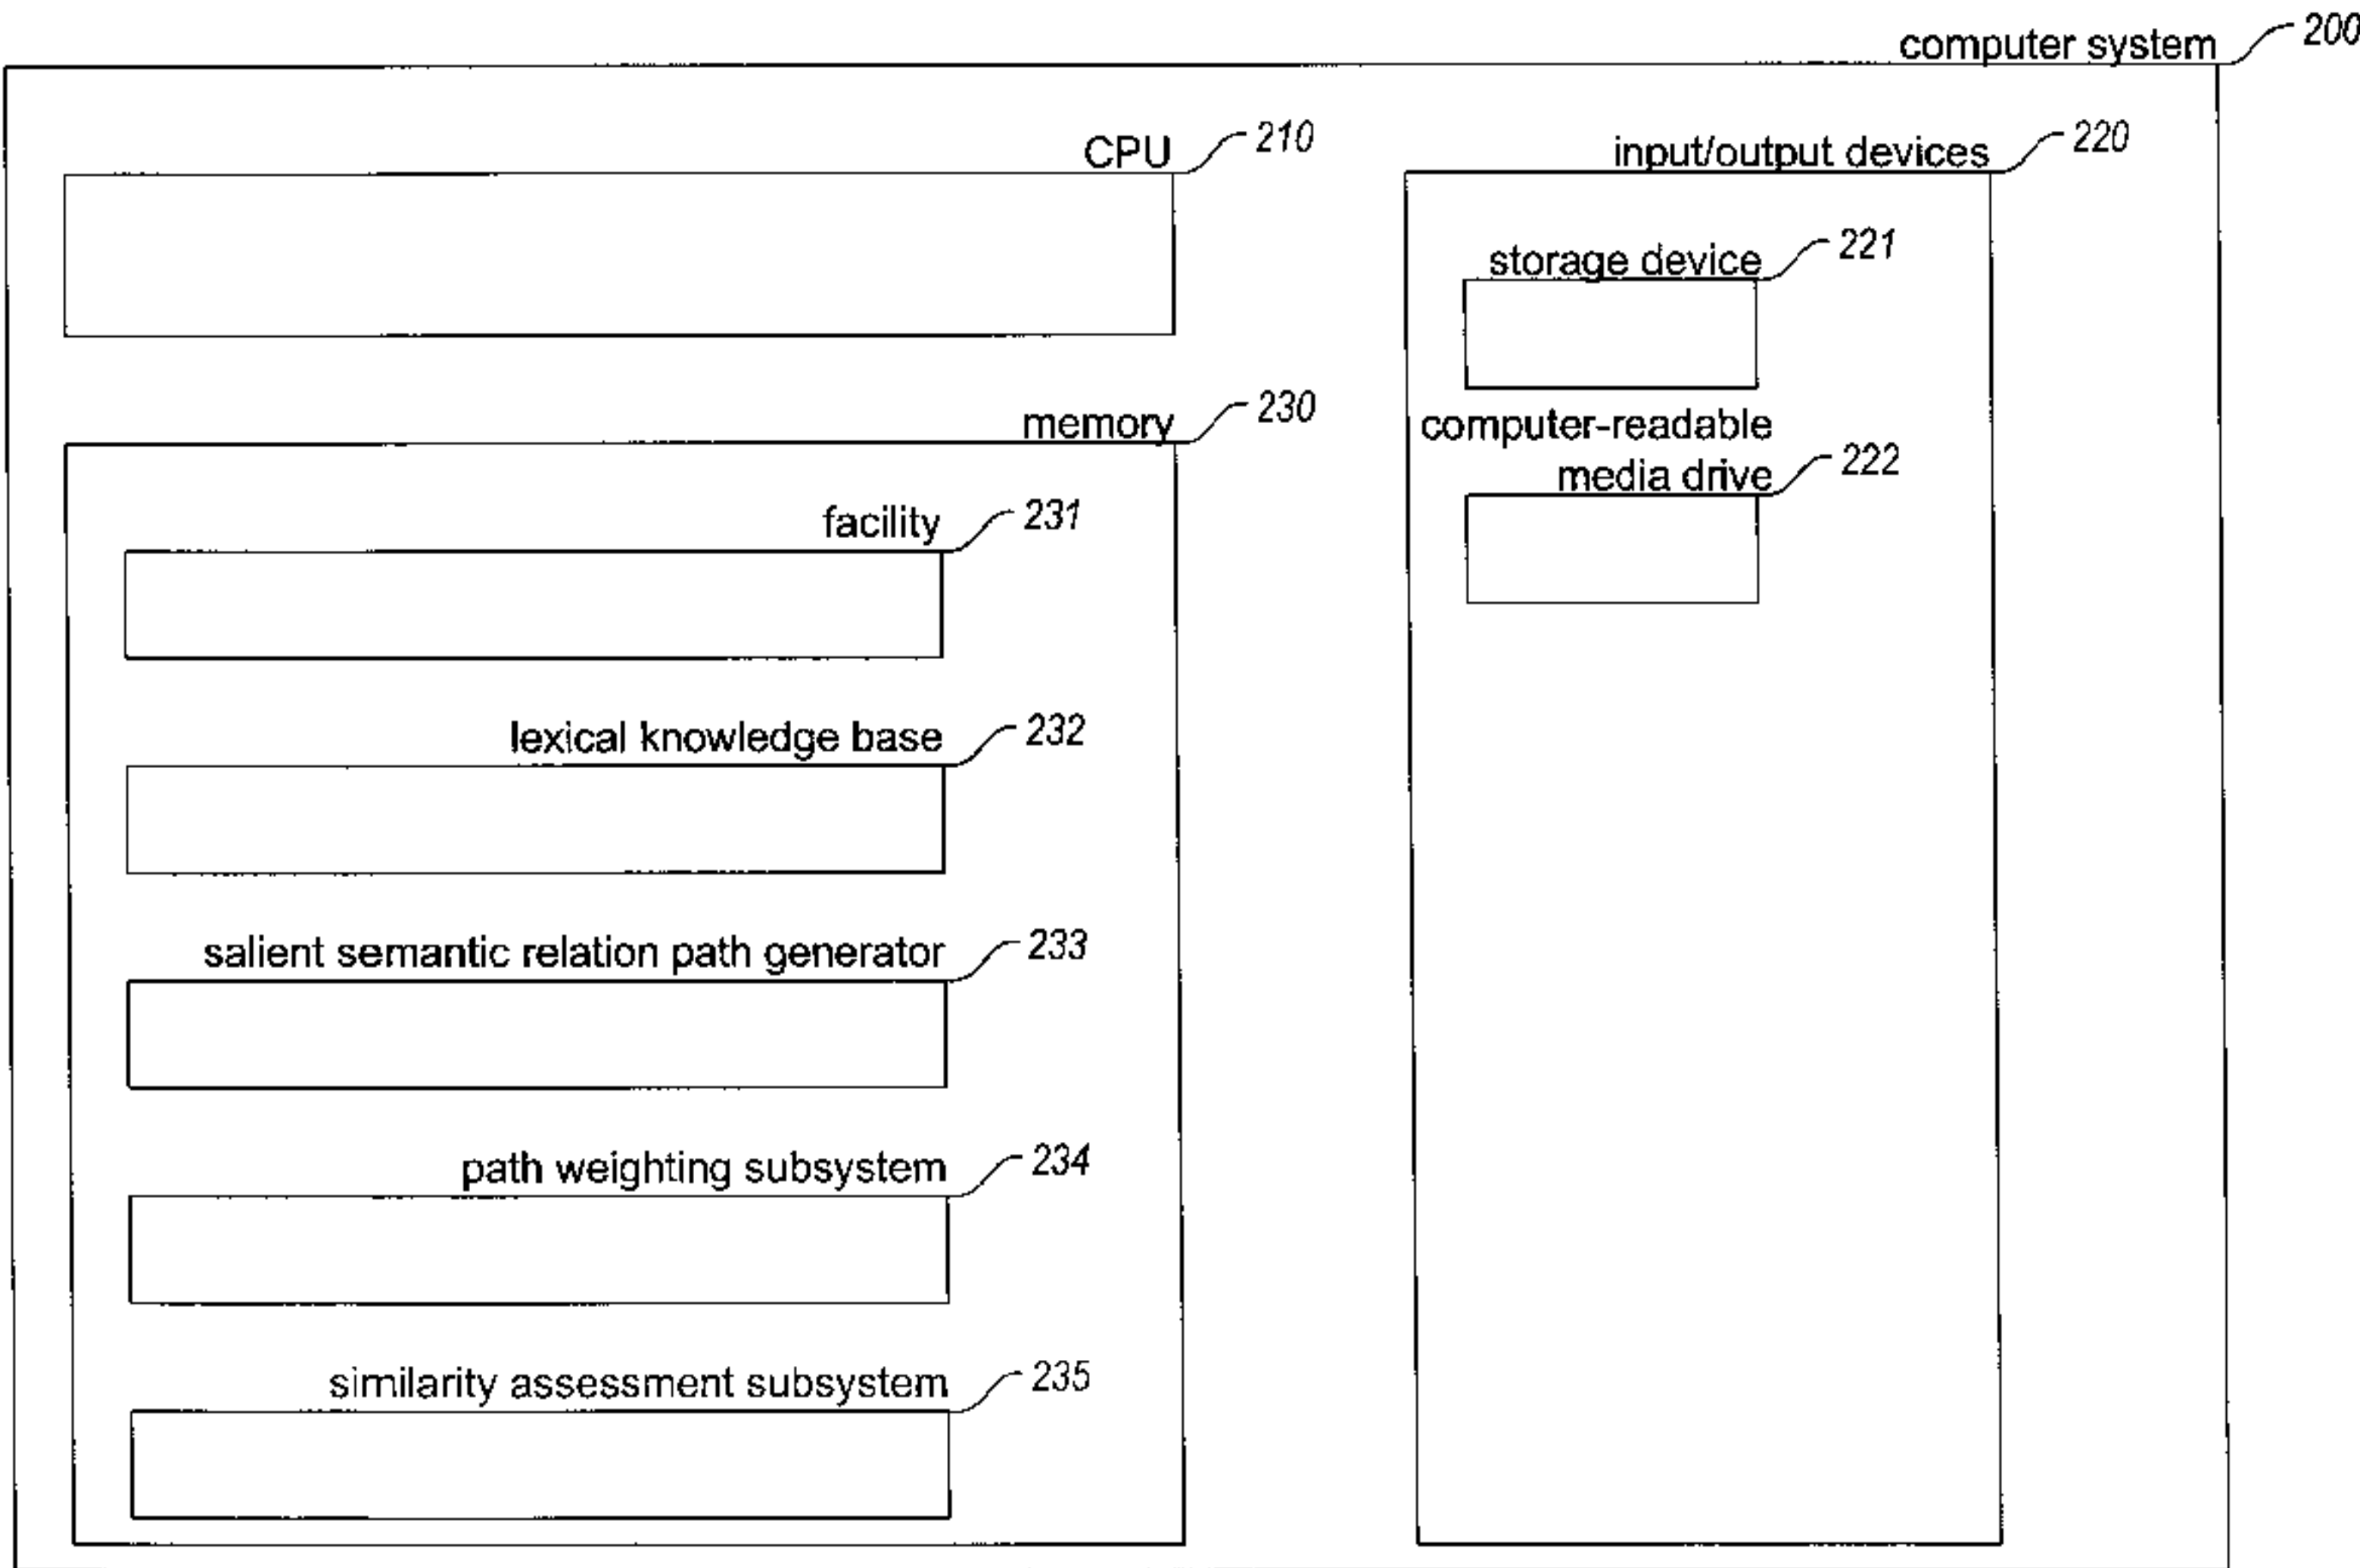 computer system 200
CPU 210
input/output devices 220
storage device 221
memory 230
computer-readable
media drive 222
facility 231
lexical knowledge base 232
salient semantic relation path generator 233
path weighting subsystem 234
similarity assessment subsystem 235